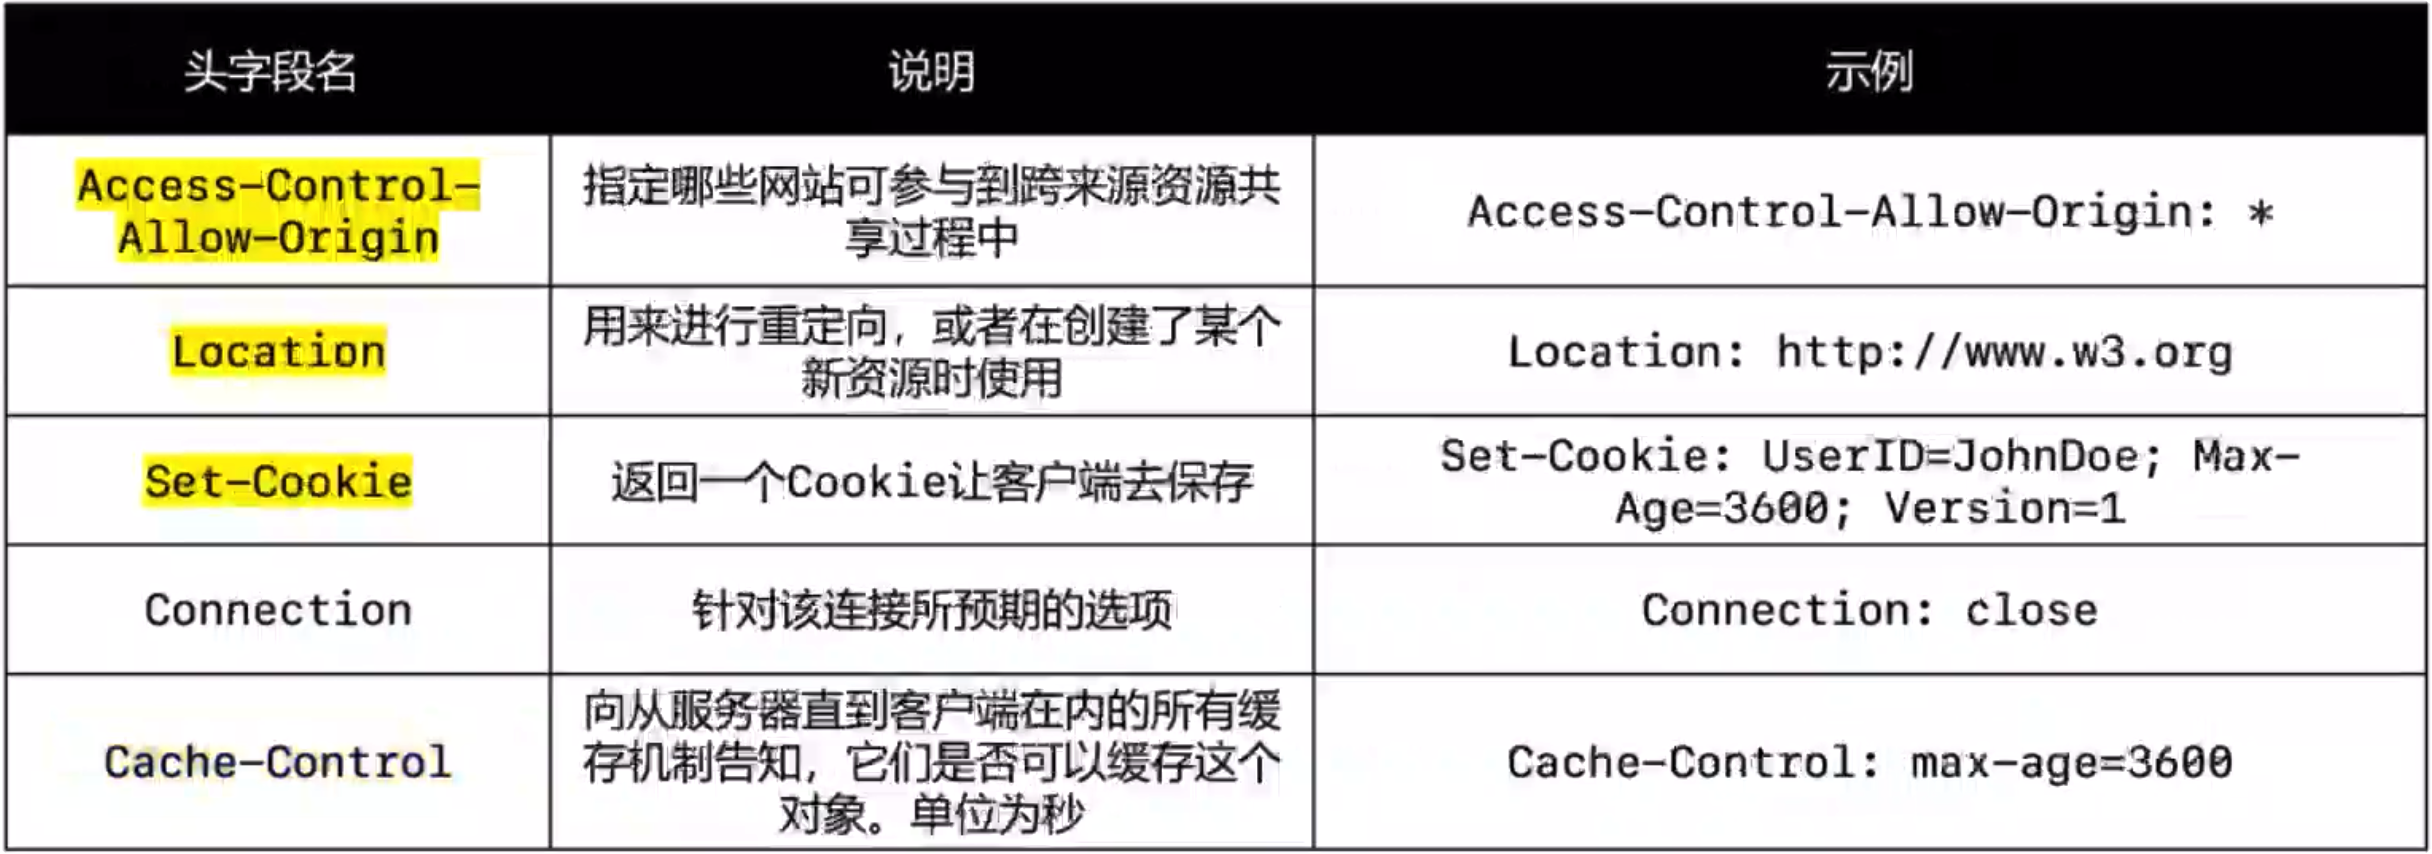 头字段名
说明
示例
Access-Control-
Allow-Origin
指定哪些网站可参与到跨来源资源共
享过程中
Access-Control-Allow-Origin: *
Location
用来进行重定向，或者在创建了某个
新资源时使用
Location: http://www.w3.org
Set-Cookie
返回一个Cookie让客户端去保存
Set-Cookie: UserID=JohnDoe; Max-
Age=3600; Version=1
Connection
针对该连接所预期的选项
Connection: close
Cache-Control
向从服务器直到客户端在内的所有缓
存机制告知，它们是否可以缓存这个
对象。单位为秒
Cache-Control: max-age=3600